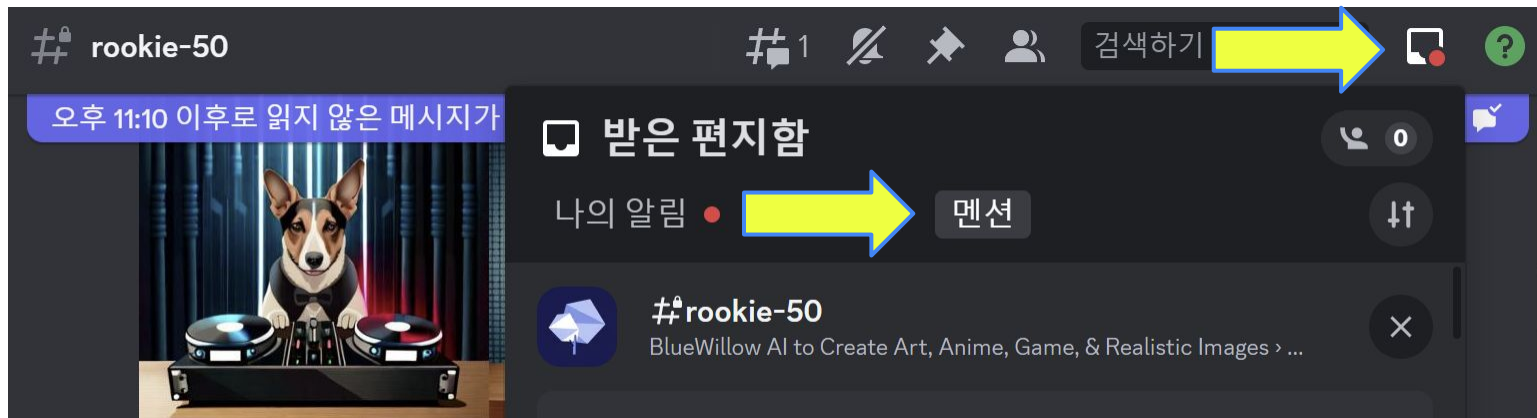 rookie-50
1
검색하기
?
오후 11:10 이후로 읽지 않은 메시지가
받은 편지함
0
나의 알림
멘션
rookie-50
BlueWillow AI to Create Art, Anime, Game, & Realistic Images › ...